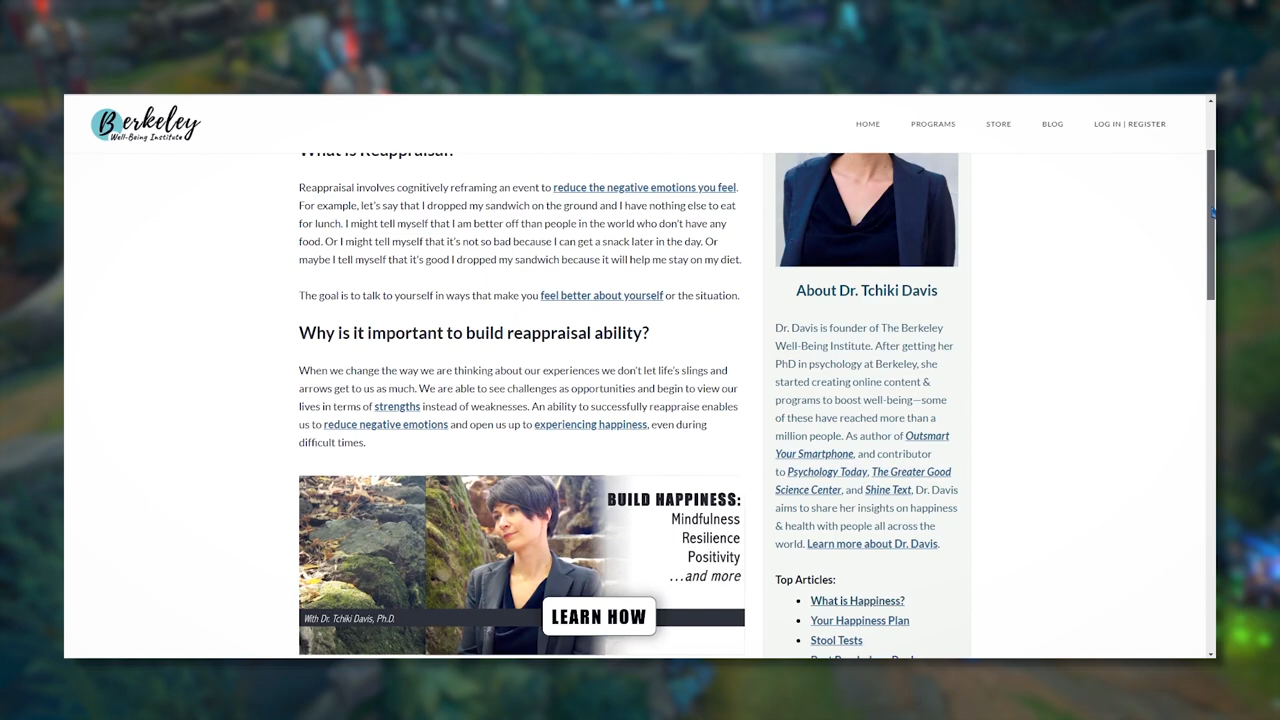 Berkeley
Well-Being Institute
HOME PROGRAMS STORE BLOG LOG IN | REGISTER
What is Reappraisal?
Reappraisal involves cognitively reframing an event to reduce the negative emotions you feel.
For example, let's say that I dropped my sandwich on the ground and I have nothing else to eat
for lunch. I might tell myself that I am better off than people in the world who don't have any
food. Or I might tell myself that it's not so bad because I can get a snack later in the day. Or
maybe I tell myself that it's good I dropped my sandwich because it will help me stay on my diet.
The goal is to talk to yourself in ways that make you feel better about yourself or the situation.
Why is it important to build reappraisal ability?
When we change the way we are thinking about our experiences we don't let life's slings and
arrows get to us as much. We are able to see challenges as opportunities and begin to view our
lives in terms of strengths instead of weaknesses. An ability to successfully reappraise enables
us to reduce negative emotions and open us up to experiencing happiness, even during
difficult times.
BUILD HAPPINESS:
Mindfulness
Resilience
Positivity
...and more
With Dr. Tchiki Davis, Ph.D.
LEARN HOW
About Dr. Tchiki Davis
Dr. Davis is founder of The Berkeley
Well-Being Institute. After getting her
PhD in psychology at Berkeley, she
started creating online content &
programs to boost well-being—some
of these have reached more than a
million people. As author of Outsmart
Your Smartphone, and contributor
to Psychology Today, The Greater Good
Science Center, and Shine Text, Dr. Davis
aims to share her insights on happiness
& health with people all across the
world. Learn more about Dr. Davis.
Top Articles:
• What is Happiness?
• Your Happiness Plan
• Stool Tests